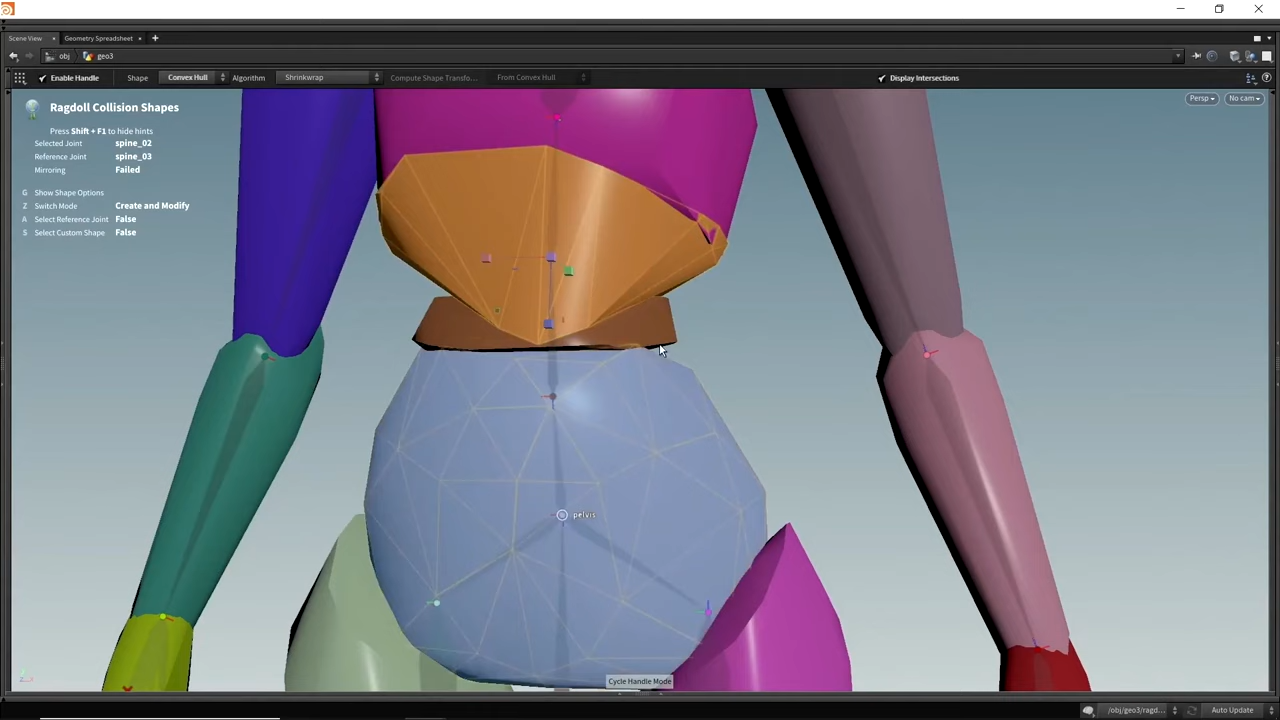 Scene View
Geometry Spreadsheet
obj
geo3
Enable Handle
Shape
Convex Hull
Algorithm
Shrinkwrap
Compute Shape Transfo...
From Convex Hull
Display Intersections
Ragdoll Collision Shapes
Persp
No cam
Press Shift + F1 to hide hints
Selected Joint spine_02
Reference Joint spine_03
Mirroring Failed
G Show Shape Options
Z Switch Mode Create and Modify
A Select Reference Joint False
S Select Custom Shape False
pelvis
Cycle Handle Mode
/obj/geo3/ragd...
Auto Update